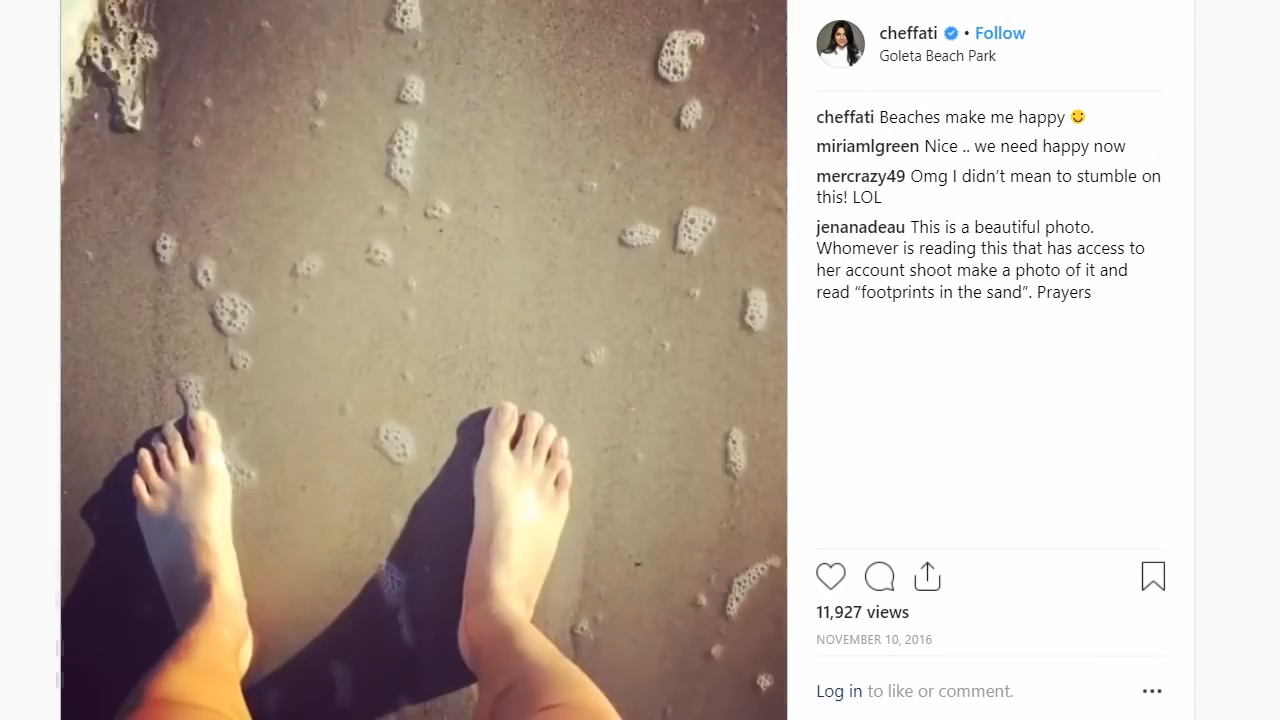 cheffati • Follow
Goleta Beach Park
cheffati Beaches make me happy
miriamlgreen Nice .. we need happy now
mercrazy49 Omg I didn’t mean to stumble on
this! LOL
jenanadeau This is a beautiful photo.
Whomever is reading this that has access to
her account shoot make a photo of it and
read “footprints in the sand”. Prayers
11,927 views
NOVEMBER 10, 2016
Log in to like or comment.